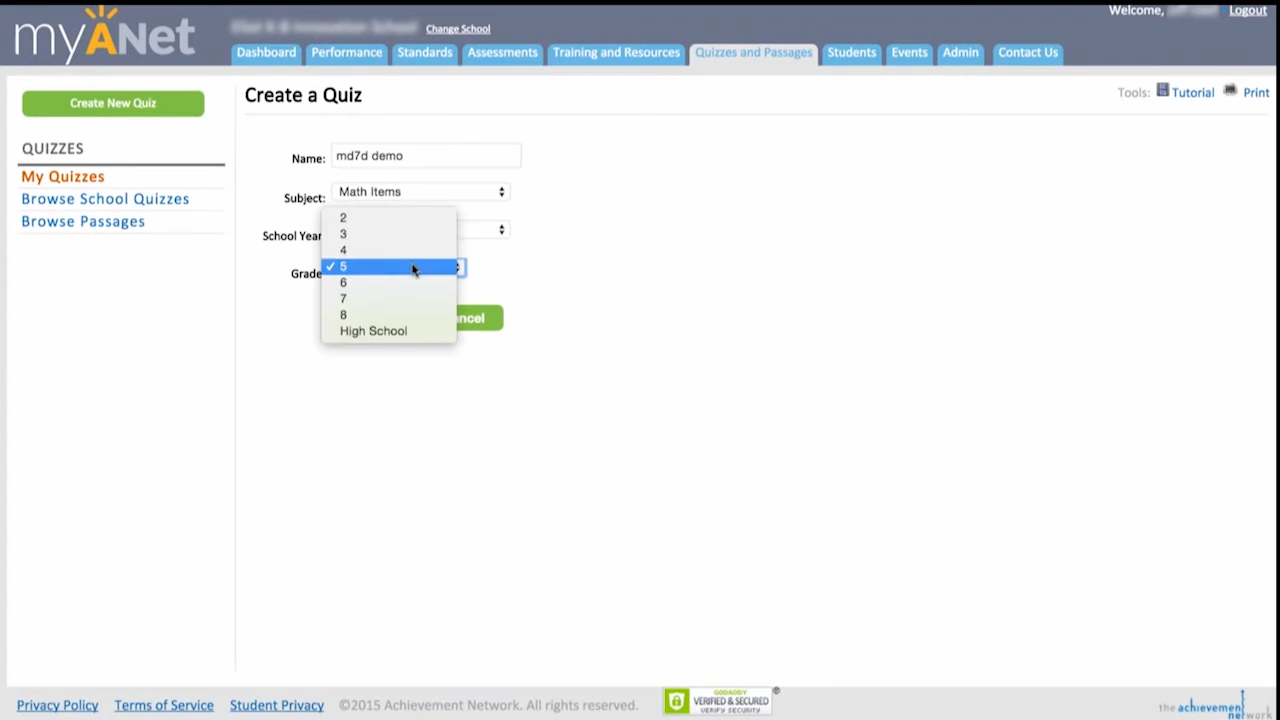 Welcome,
Logout
myANet
Change School
Dashboard
Performance
Standards
Assessments
Training and Resources
Quizzes and Passages
Students
Events
Admin
Contact Us
Create New Quiz
Create a Quiz
Tools: Tutorial Print
QUIZZES
My Quizzes
Browse School Quizzes
Browse Passages
Name: md7d demo
Subject: Math Items
School Year
Grade
2
3
4
✓ 5
6
7
8
High School
ncel
Privacy Policy
Terms of Service
Student Privacy
©2015 Achievement Network. All rights reserved.
GODADDY
VERIFIED & SECURED
VERIFY SECURITY
®
the achievement
network